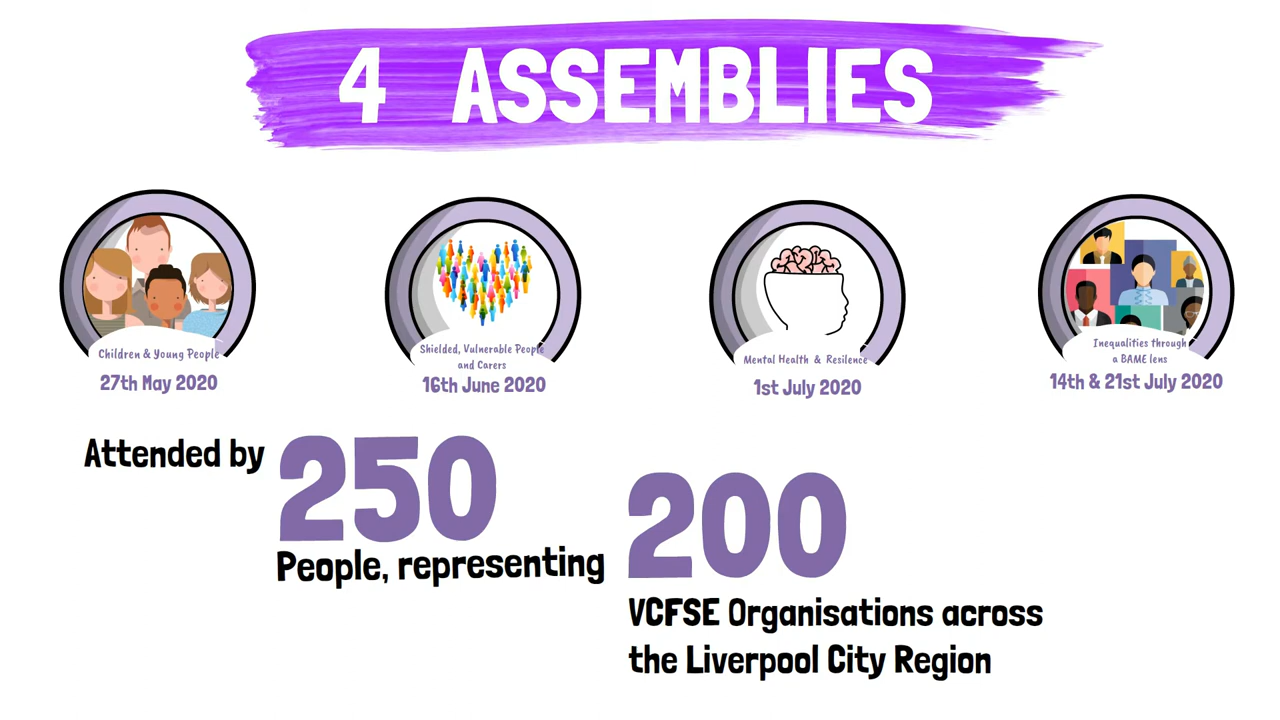 4 ASSEMBLIES
Children & Young People
27th May 2020
Shielded, Vulnerable People
and Carers
16th June 2020
Mental Health & Resilence
1st July 2020
Inequalities through
a BAME lens
14th & 21st July 2020
Attended by 250
People, representing 200
VCFSE Organisations across
the Liverpool City Region